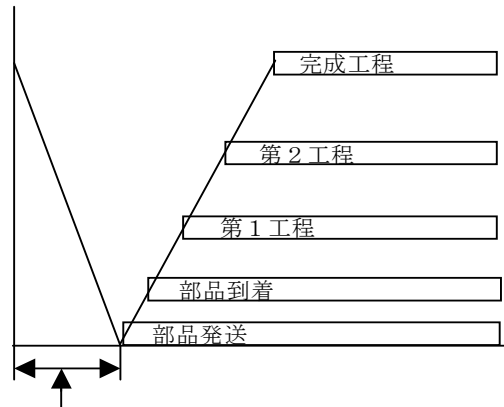 完成工程
第２工程
第１工程
部品到着
部品発送